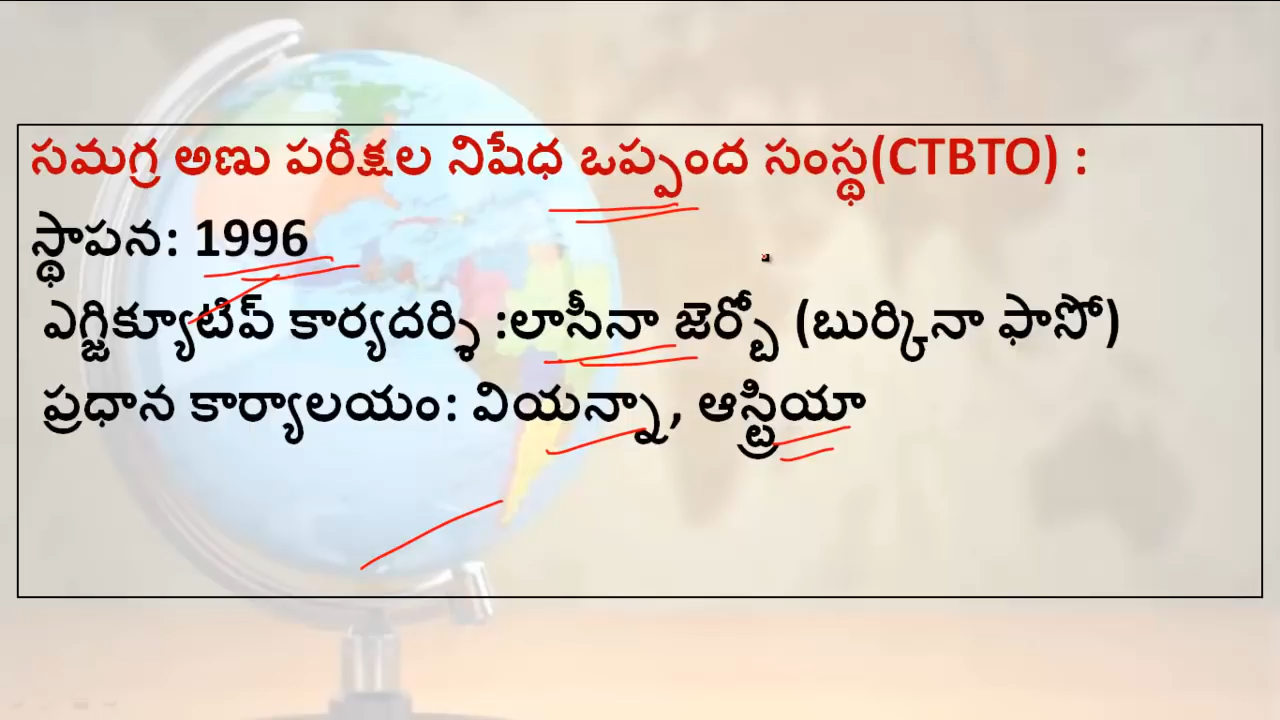 సమగ్ర అణు పరీక్షల నిషేధ ఒప్పంద సంస్థ(CTBTO) :
స్థాపన: 1996
ఎగ్జిక్యూటివ్ కార్యదర్శి :లాసీనా జెర్బో (బుర్కినా ఫాసో)
ప్రధాన కార్యాలయం: వియన్నా, ఆస్ట్రియా